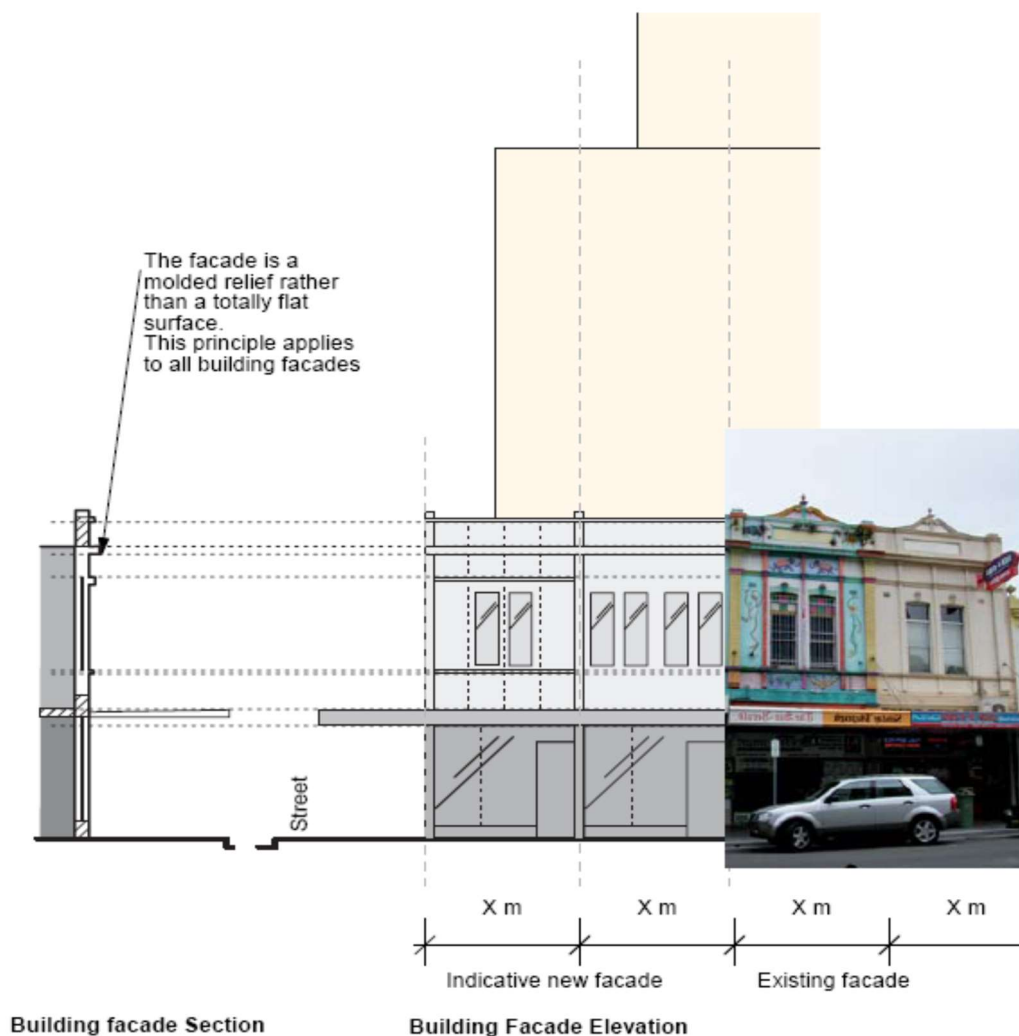 The facade is a
molded relief rather
than a totally flat
surface.
This principle applies
to all building facades
Street
X m
X m
X m
X m
Indicative new facade
Existing facade
Building facade Section
Building Facade Elevation